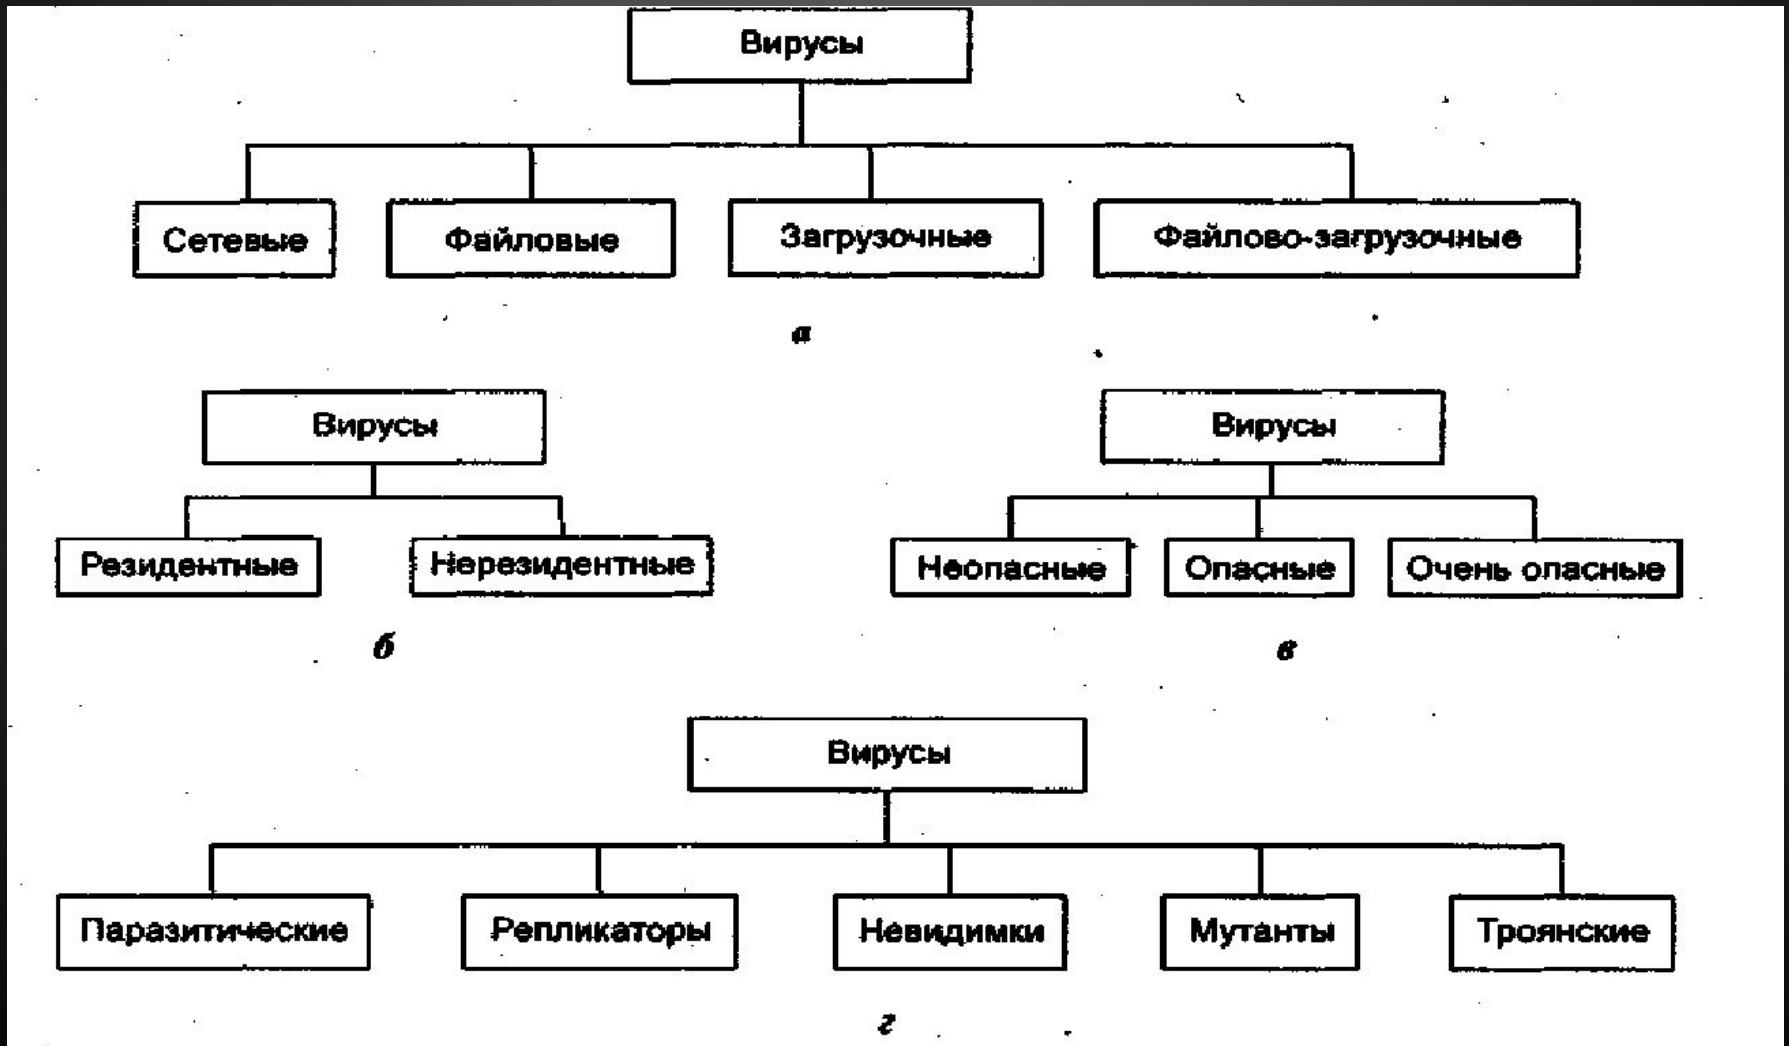 Вирусы
Сетевые Файловые Загрузочные Файлово-загрузочные
а
Вирусы Вирусы
Резидентные Нерезидентные Неопасные Опасные Очень опасные
б в
Вирусы
Паразитические Репликаторы Невидимки Мутанты Троянские
г